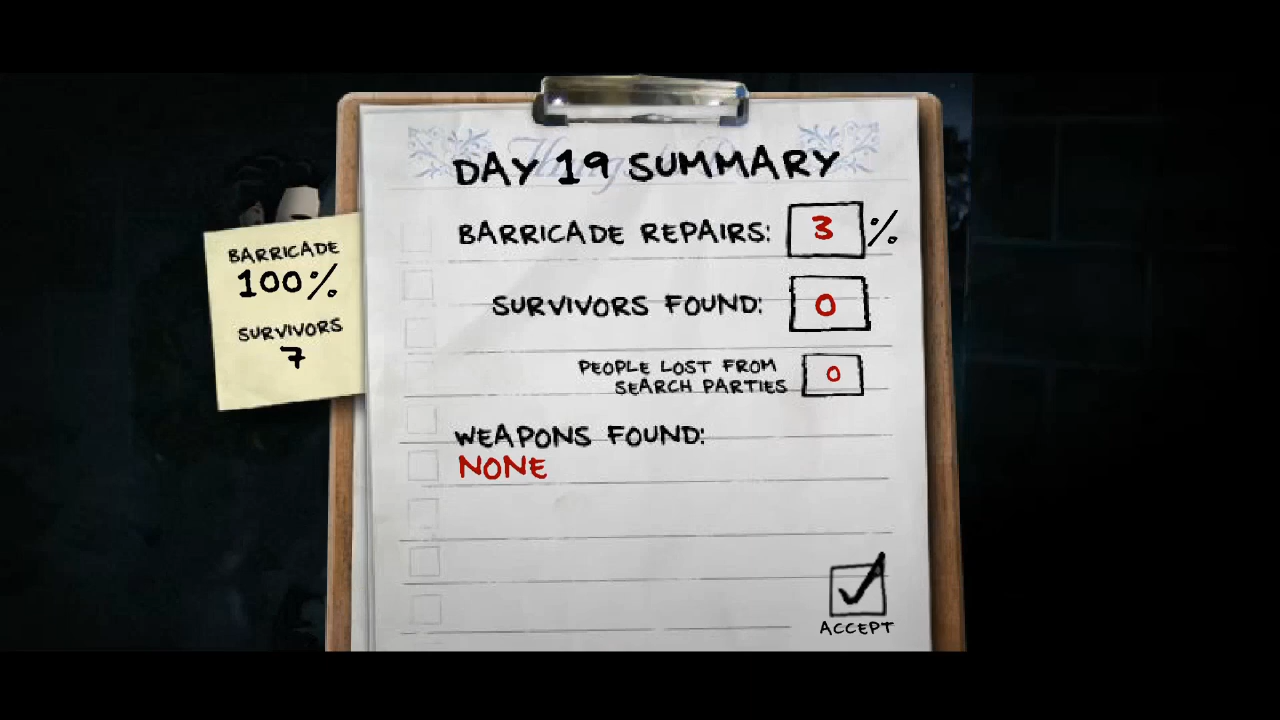 DAY 19 SUMMARY
BARRICADE REPAIRS: 3 %
SURVIVORS FOUND: 0
PEOPLE LOST FROM
SEARCH PARTIES 0
WEAPONS FOUND:
NONE
ACCEPT
BARRICADE
100%
SURVIVORS
7